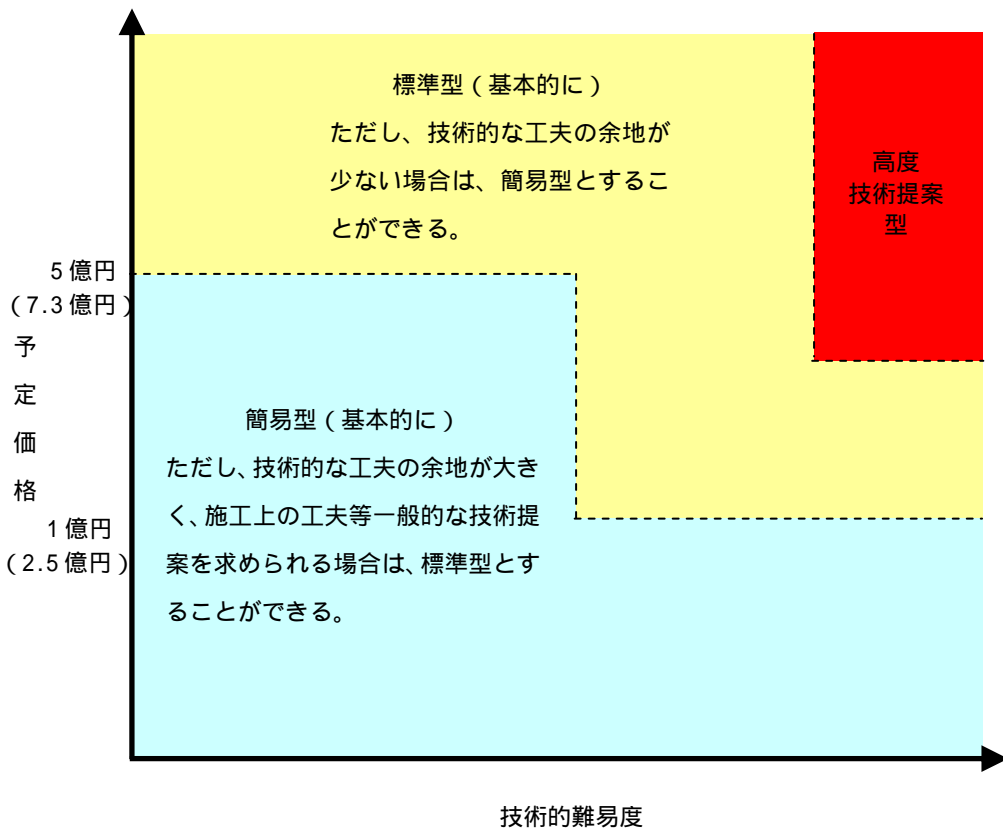 標準型(基本的に)
ただし、技術的な工夫の余地が
少ない場合は、簡易型とするこ
とができる。
高度
技術提案
型
5億円
(7.3億円)
予
定
価
格
1億円
(2.5億円)
簡易型(基本的に)
ただし、技術的な工夫の余地が大き
く、施工上の工夫等一般的な技術提
案を求められる場合は、標準型とす
ることができる。
技術的難易度